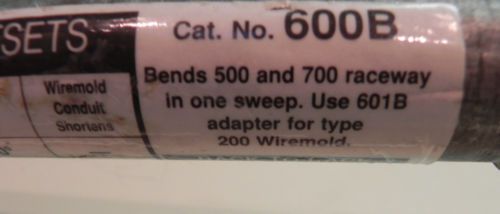 SETS
Cat. No. 600B
Wiremold
Conduit
Shortens
Bends 500 and 700 raceway
in one sweep. Use 601B
adapter for type
200 Wiremold.